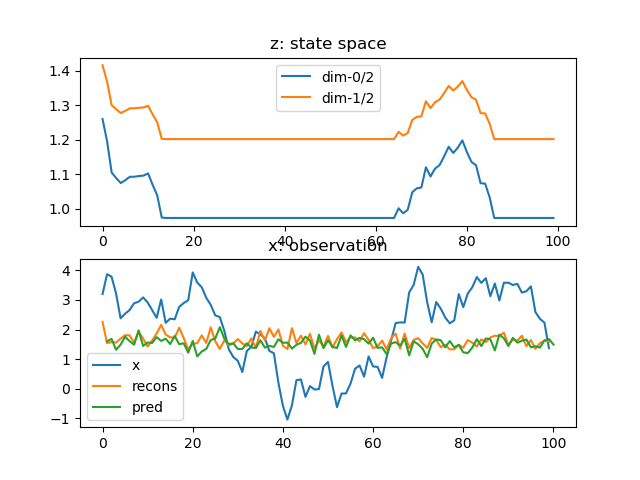 z: state space
1.4
1.3
1.2
1.1
1.0
dim-0/2
dim-1/2
0 20 40 60 80 100
x: observation
4
3
2
1
0
−1
x
recons
pred
0 20 40 60 80 100